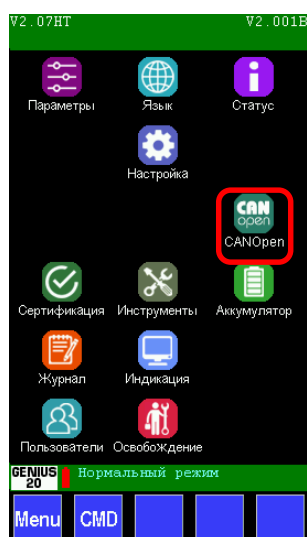 V2.07HT V2.001B
Параметры Язык Статус
Настройка
CAN
open
CANOpen
Сертификация Инструменты Аккумулятор
Журнал Индикация
Пользователи Освобождение
GENIUS
20
Нормальный режим
Menu CMD